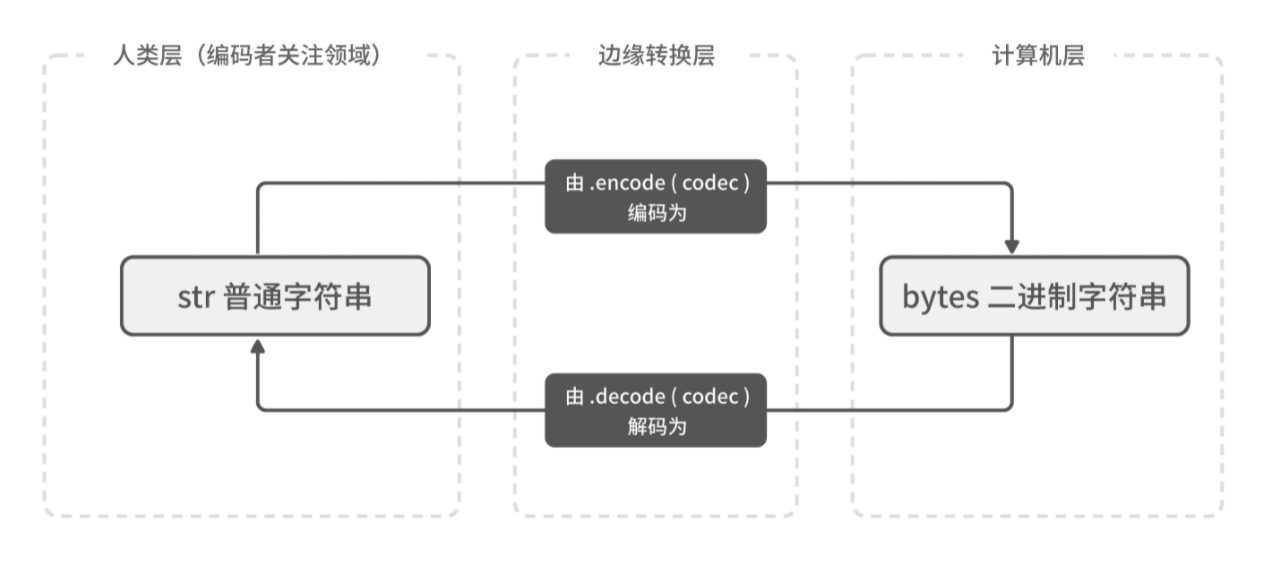 人类层（编码者关注领域）
边缘转换层
计算机层
由 .encode ( codec )
编码为
str 普通字符串
bytes 二进制字符串
由 .decode ( codec )
解码为